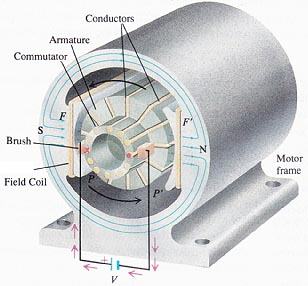 Conductors
Armature
Commutator
F
F'
S
N
Brush
P
P'
Field Coil
Motor
frame
+
V